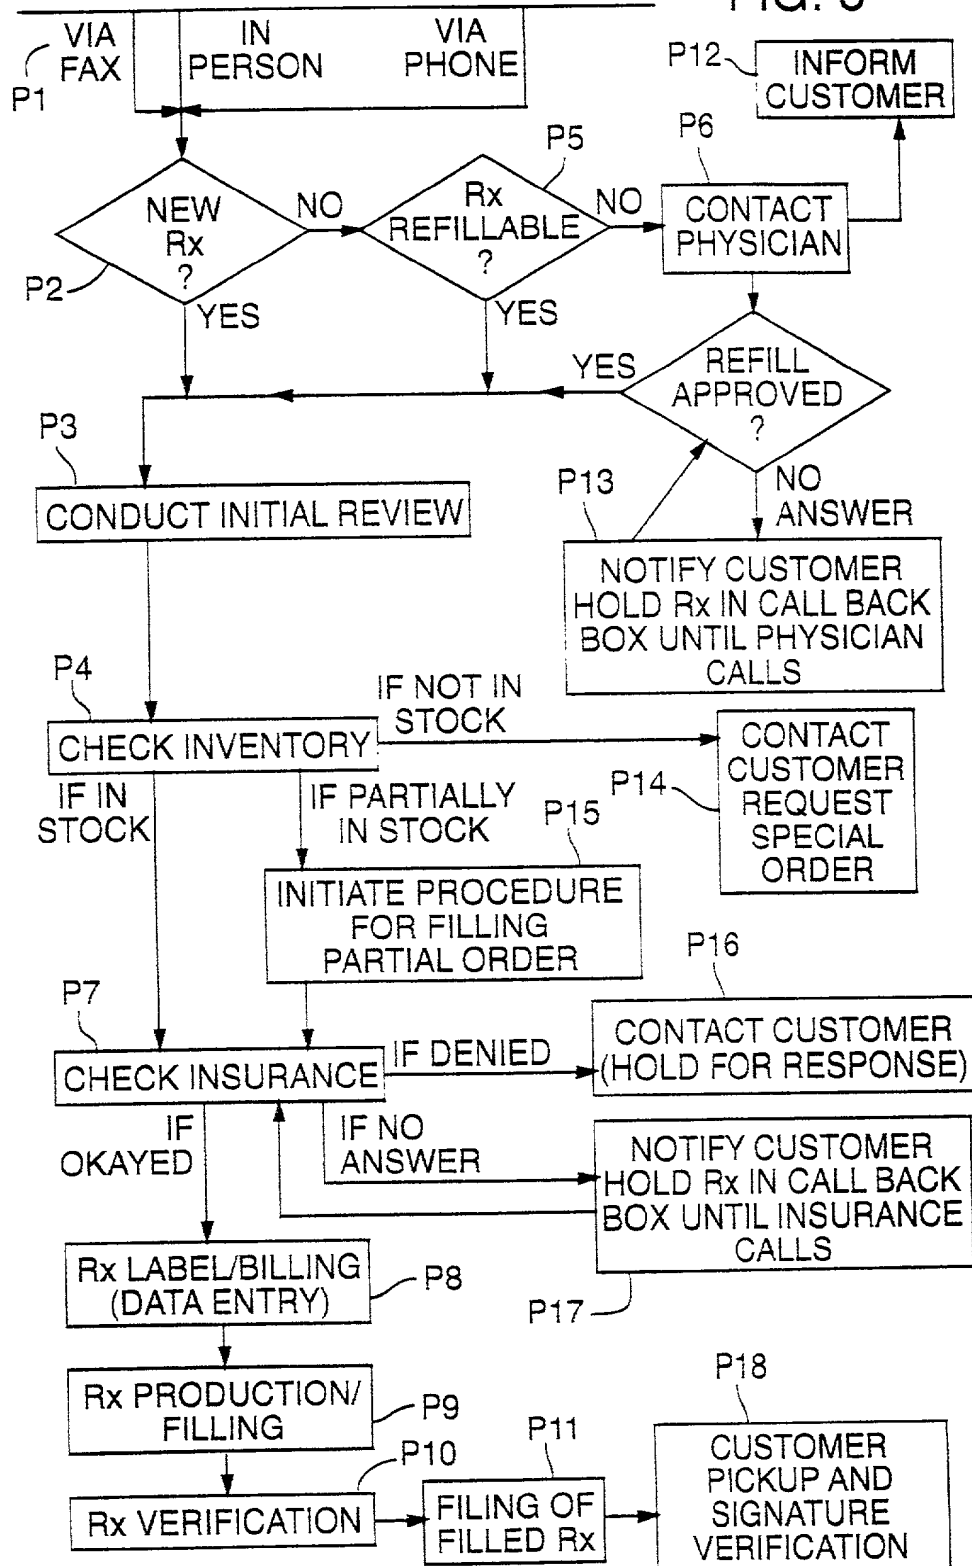 VIA
FAX
IN
PERSON
VIA
PHONE
P1
P12
INFORM
CUSTOMER
P5
P6
NEW
Rx
?
NO
Rx
REFILLABLE
?
NO
CONTACT
PHYSICIAN
P2
YES
YES
YES
REFILL
APPROVED
?
P3
CONDUCT INITIAL REVIEW
P13
NO
ANSWER
NOTIFY CUSTOMER
HOLD Rx IN CALL BACK
BOX UNTIL PHYSICIAN
CALLS
P4
CHECK INVENTORY
IF NOT IN
STOCK
P14
CONTACT
CUSTOMER
REQUEST
SPECIAL
ORDER
IF IN
STOCK
IF PARTIALLY
IN STOCK
P15
INITIATE PROCEDURE
FOR FILLING
PARTIAL ORDER
P7
CHECK INSURANCE
IF DENIED
P16
CONTACT CUSTOMER
(HOLD FOR RESPONSE)
IF
OKAYED
IF NO
ANSWER
NOTIFY CUSTOMER
HOLD Rx IN CALL BACK
BOX UNTIL INSURANCE
CALLS
P17
Rx LABEL/BILLING
(DATA ENTRY)
P8
Rx PRODUCTION/
FILLING
P9
P10
Rx VERIFICATION
P11
FILING OF
FILLED Rx
P18
CUSTOMER
PICKUP AND
SIGNATURE
VERIFICATION